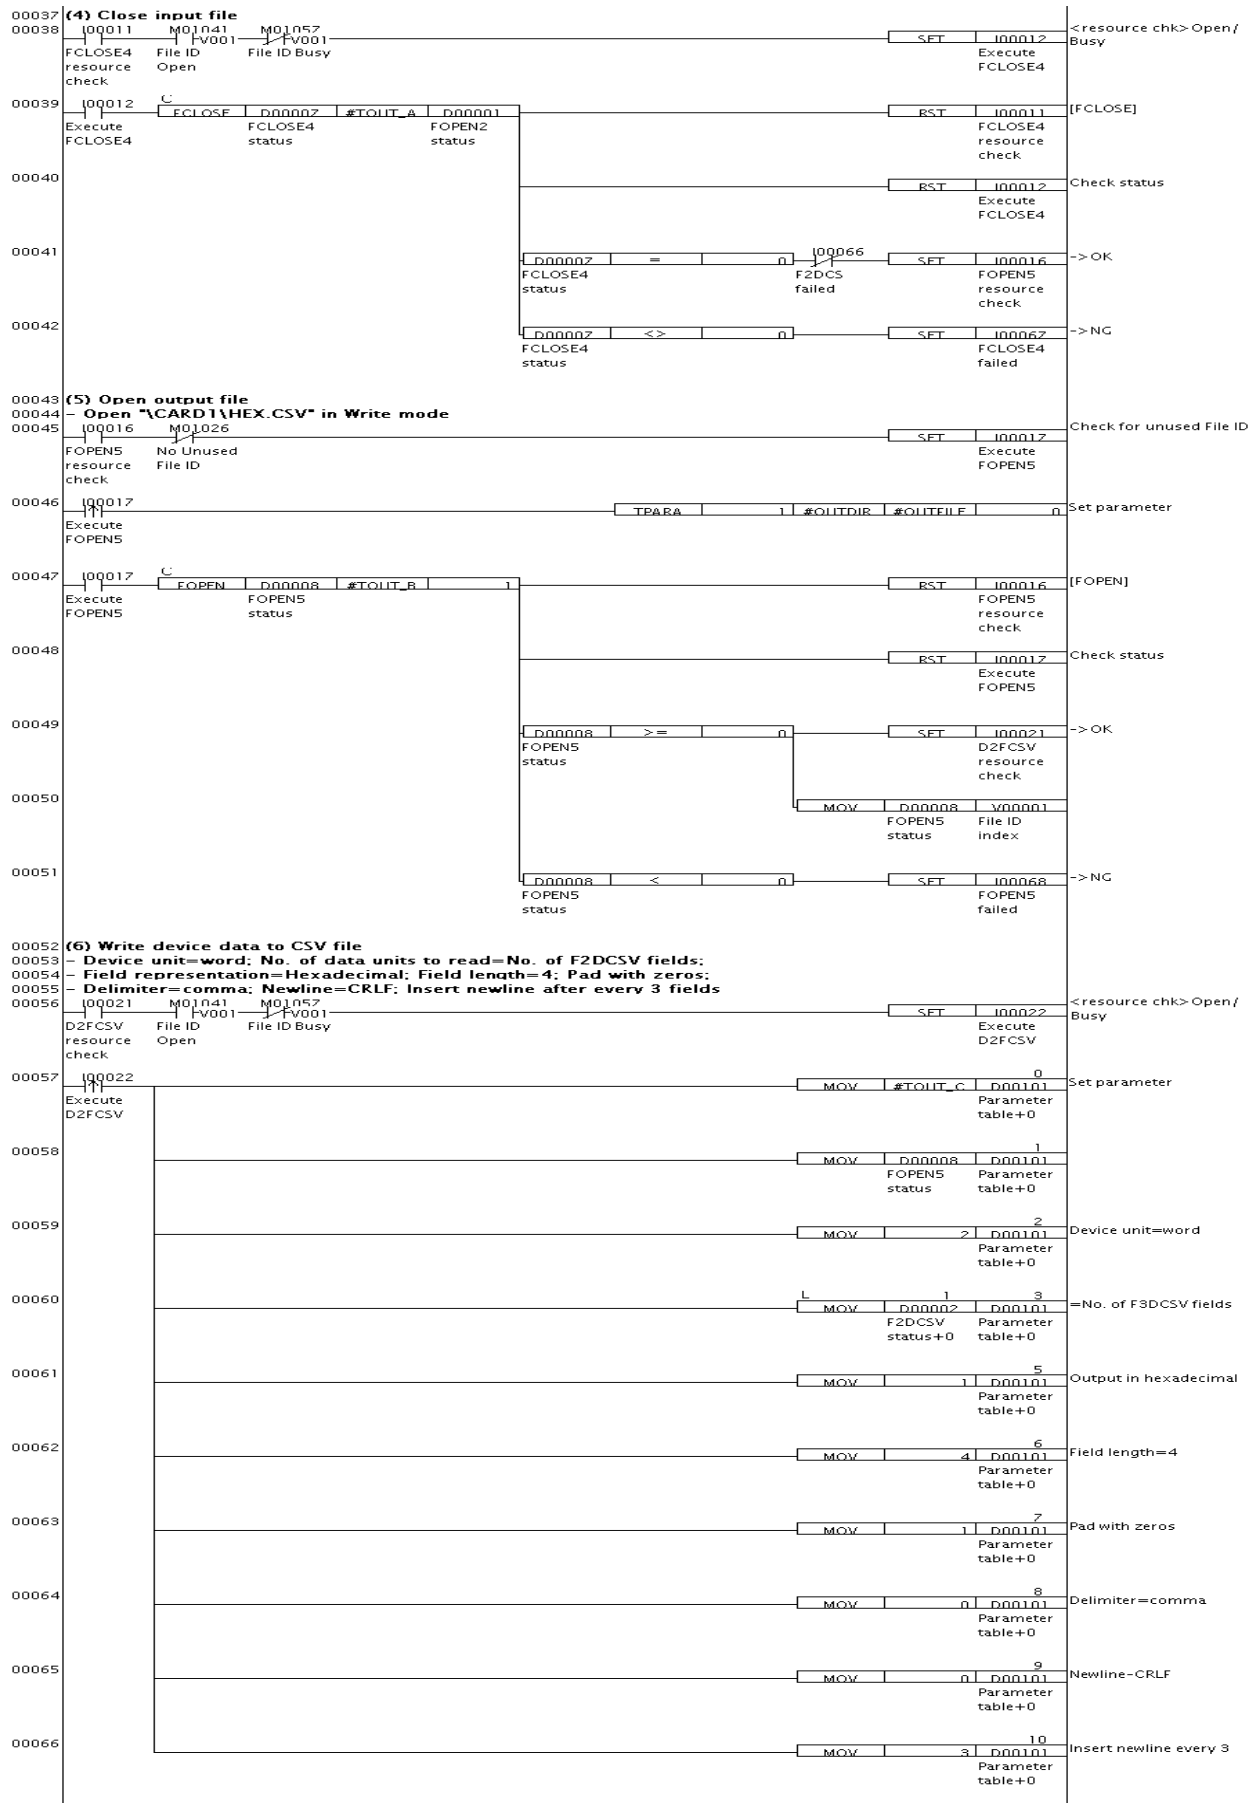 00037 (4) Close input file
00038 I00011 M01041 M01057 <resource chk>Open/
V001 V001 SET I00012 Busy
FCLOSE4 File ID File ID Busy Execute
resource Open FCLOSE4
check
00039 I00012 C
FCLOSE D00007 #TOUT_A D00001 RST I00011 [FCLOSE]
Execute FCLOSE4 FOPEN2 FCLOSE4
FCLOSE4 status status resource
check
00040 RST I00012 Check status
Execute
FCLOSE4
00041 I00066
D00007 = 0 SET I00016 ->OK
FCLOSE4 F2DCS FOPEN5
status failed resource
check
00042 D00007 <> 0 SET I00067 ->NG
FCLOSE4 FCLOSE4
status failed
00043 (5) Open output file
00044 - Open "\CARD1\HEX.CSV" in Write mode
00045 I00016 M01026 Check for unused File ID
SET I00017
FOPEN5 No Unused Execute
resource File ID FOPEN5
check
00046 I00017
TPARA 1 #OUTDIR #OUTFILE 0 Set parameter
Execute
FOPEN5
00047 I00017 C
FOPEN D00008 #TOUT_B 1 RST I00016 [FOPEN]
Execute FOPEN5 FOPEN5
FOPEN5 status resource
check
00048 RST I00017 Check status
Execute
FOPEN5
00049 D00008 >= 0 SET I00021 ->OK
FOPEN5 D2FCSV
status resource
check
00050 MOV D00008 V00001
FOPEN5 File ID
status index
00051 D00008 < 0 SET I00068 ->NG
FOPEN5 FOPEN5
status failed
00052 (6) Write device data to CSV file
00053 - Device unit=word; No. of data units to read=No. of F2DCSV fields;
00054 - Field representation=Hexadecimal; Field length=4; Pad with zeros;
00055 - Delimiter=comma; Newline=CRLF; Insert newline after every 3 fields
00056 I00021 M01041 M01057 <resource chk>Open/
V001 V001 SET I00022 Busy
D2FCSV File ID File ID Busy Execute
resource Open D2FCSV
check
00057 I00022 0
MOV #TOUT_C D00101 Set parameter
Execute Parameter
D2FCSV table+0
00058 1
MOV D00008 D00101
FOPEN5 Parameter
status table+0
00059 2
MOV 2 D00101 Device unit=word
Parameter
table+0
00060 L 1 3
MOV D00002 D00101 =No. of F3DCSV fields
F2DCSV Parameter
status+0 table+0
00061 5
MOV 1 D00101 Output in hexadecimal
Parameter
table+0
00062 6
MOV 4 D00101 Field length=4
Parameter
table+0
00063 7
MOV 1 D00101 Pad with zeros
Parameter
table+0
00064 8
MOV 0 D00101 Delimiter=comma
Parameter
table+0
00065 9
MOV 0 D00101 Newline-CRLF
Parameter
table+0
00066 10
MOV 3 D00101 Insert newline every 3
Parameter
table+0